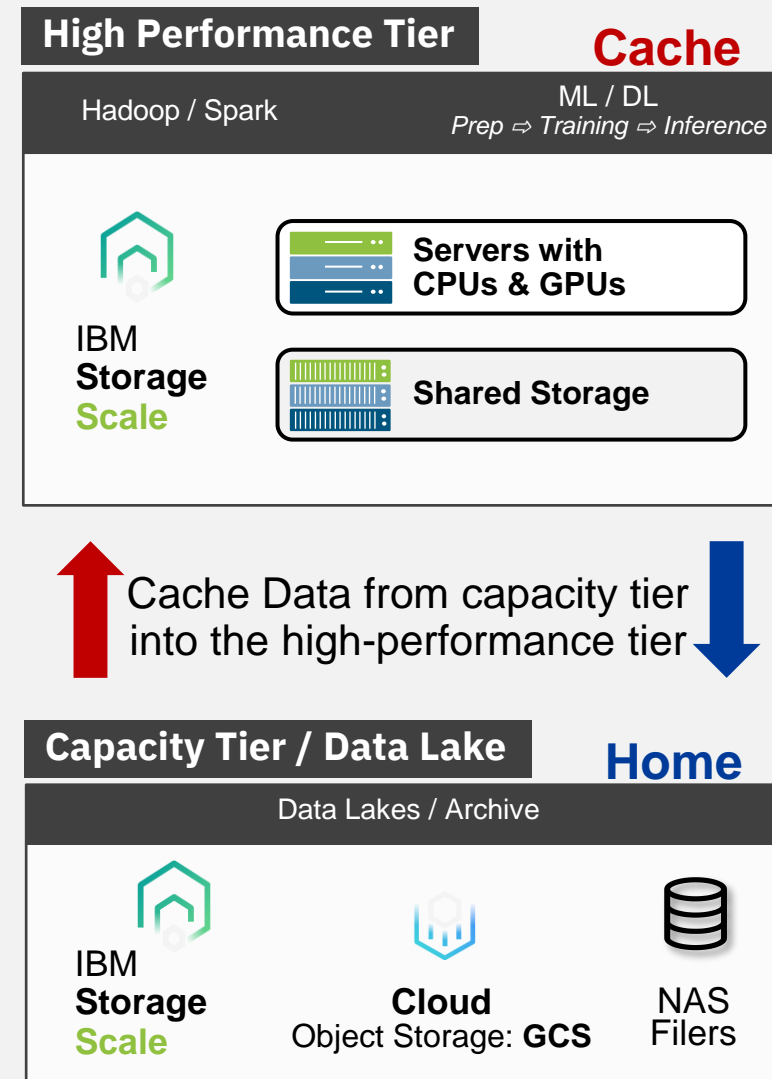 High Performance Tier
Cache
Hadoop / Spark
ML / DL
Prep ⇨ Training ⇨ Inference
IBM
Storage
Scale
Servers with
CPUs & GPUs
Shared Storage
Cache Data from capacity tier
into the high-performance tier
Capacity Tier / Data Lake
Home
Data Lakes / Archive
IBM
Storage
Scale
Cloud
Object Storage: GCS
NAS
Filers